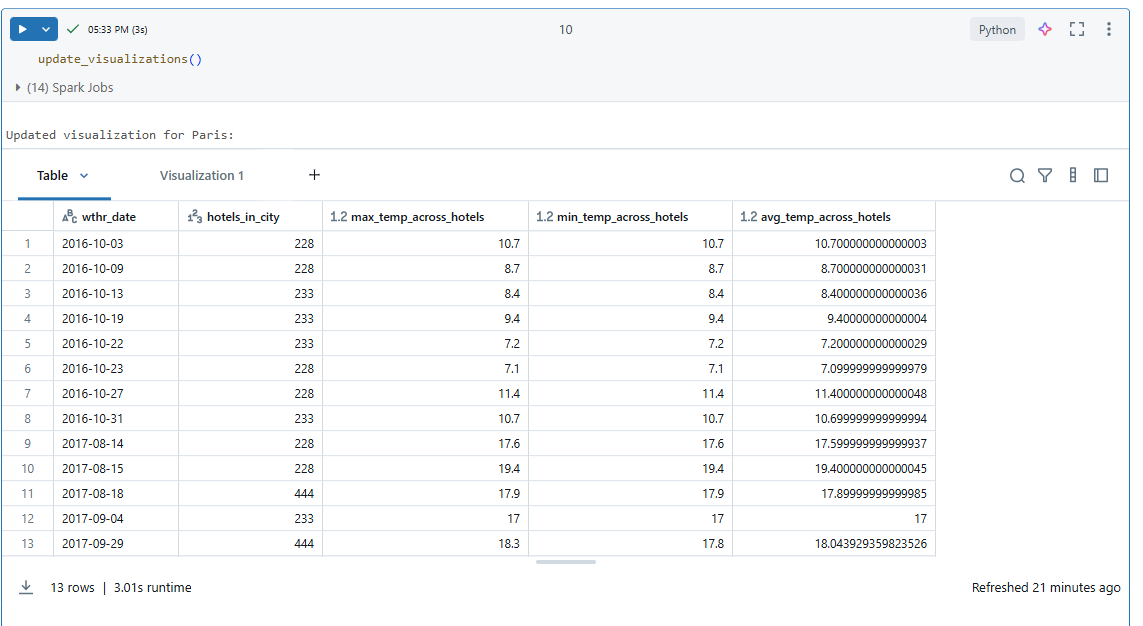 05:33 PM (3s)
10
Python
update_visualizations()
(14) Spark Jobs
Updated visualization for Paris:
Table
Visualization 1
+
ABC wthr_date 123 hotels_in_city 1.2 max_temp_across_hotels 1.2 min_temp_across_hotels 1.2 avg_temp_across_hotels
1 2016-10-03 228 10.7 10.7 10.700000000000003
2 2016-10-09 228 8.7 8.7 8.700000000000031
3 2016-10-13 233 8.4 8.4 8.400000000000036
4 2016-10-19 233 9.4 9.4 9.40000000000004
5 2016-10-22 233 7.2 7.2 7.200000000000029
6 2016-10-23 228 7.1 7.1 7.099999999999979
7 2016-10-27 228 11.4 11.4 11.400000000000048
8 2016-10-31 233 10.7 10.7 10.699999999999994
9 2017-08-14 228 17.6 17.6 17.599999999999937
10 2017-08-15 228 19.4 19.4 19.400000000000045
11 2017-08-18 444 17.9 17.9 17.89999999999985
12 2017-09-04 233 17 17 17
13 2017-09-29 444 18.3 17.8 18.043929359823526
13 rows | 3.01s runtime
Refreshed 21 minutes ago